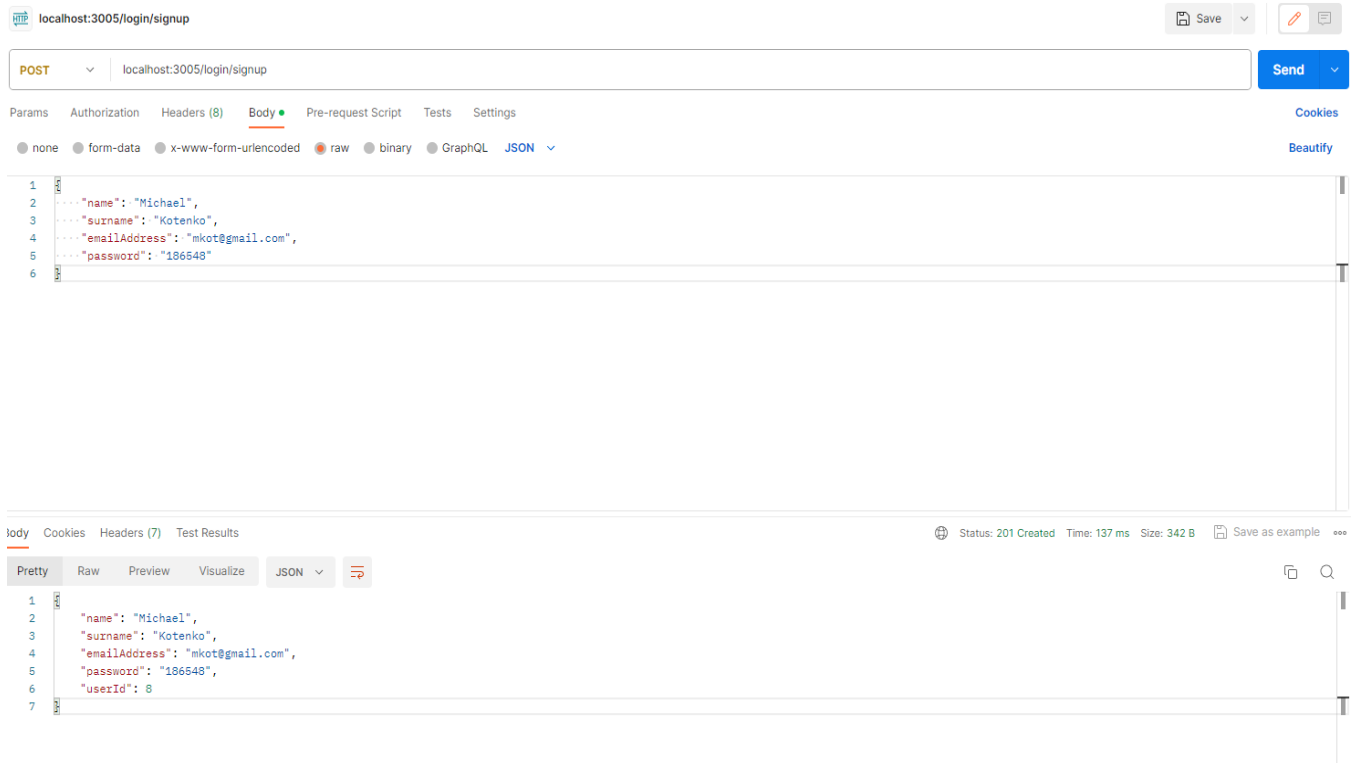 HTTP localhost:3005/login/signup Save
POST localhost:3005/login/signup Send
Params Authorization Headers (8) Body Pre-request Script Tests Settings Cookies
none form-data x-www-form-urlencoded raw binary GraphQL JSON Beautify
1 {
2 "name": "Michael",
3 "surname": "Kotenko",
4 "emailAddress": "mkot@gmail.com",
5 "password": "186548"
6 }
Body Cookies Headers (7) Test Results Status: 201 Created Time: 137 ms Size: 342 B Save as example
Pretty Raw Preview Visualize JSON
1 {
2 "name": "Michael",
3 "surname": "Kotenko",
4 "emailAddress": "mkot@gmail.com",
5 "password": "186548",
6 "userId": 8
7 }